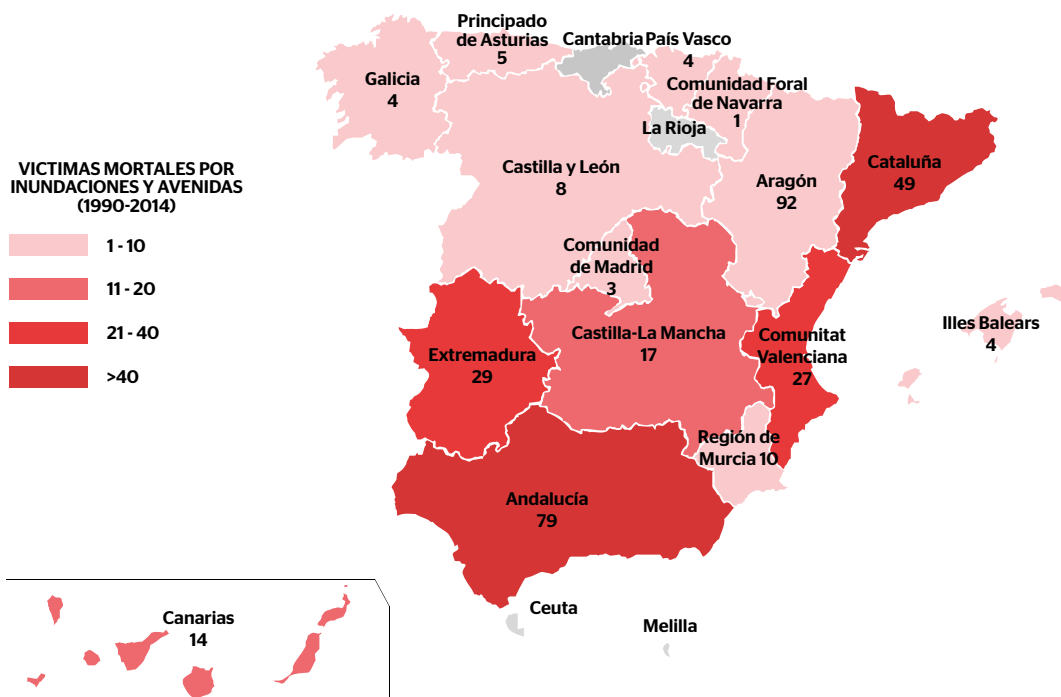 Principado
de Asturias
5
Cantabria
País Vasco
4
Galicia
4
Comunidad Foral
de Navarra
1
La Rioja
VICTIMAS MORTALES POR
INUNDACIONES Y AVENIDAS
(1990-2014)
1 - 10
11 - 20
21 - 40
>40
Castilla y León
8
Aragón
92
Cataluña
49
Comunidad
de Madrid
3
Castilla-La Mancha
17
Comunitat
Valenciana
27
Illes Balears
4
Extremadura
29
Región de
Murcia 10
Andalucía
79
Canarias
14
Ceuta
Melilla